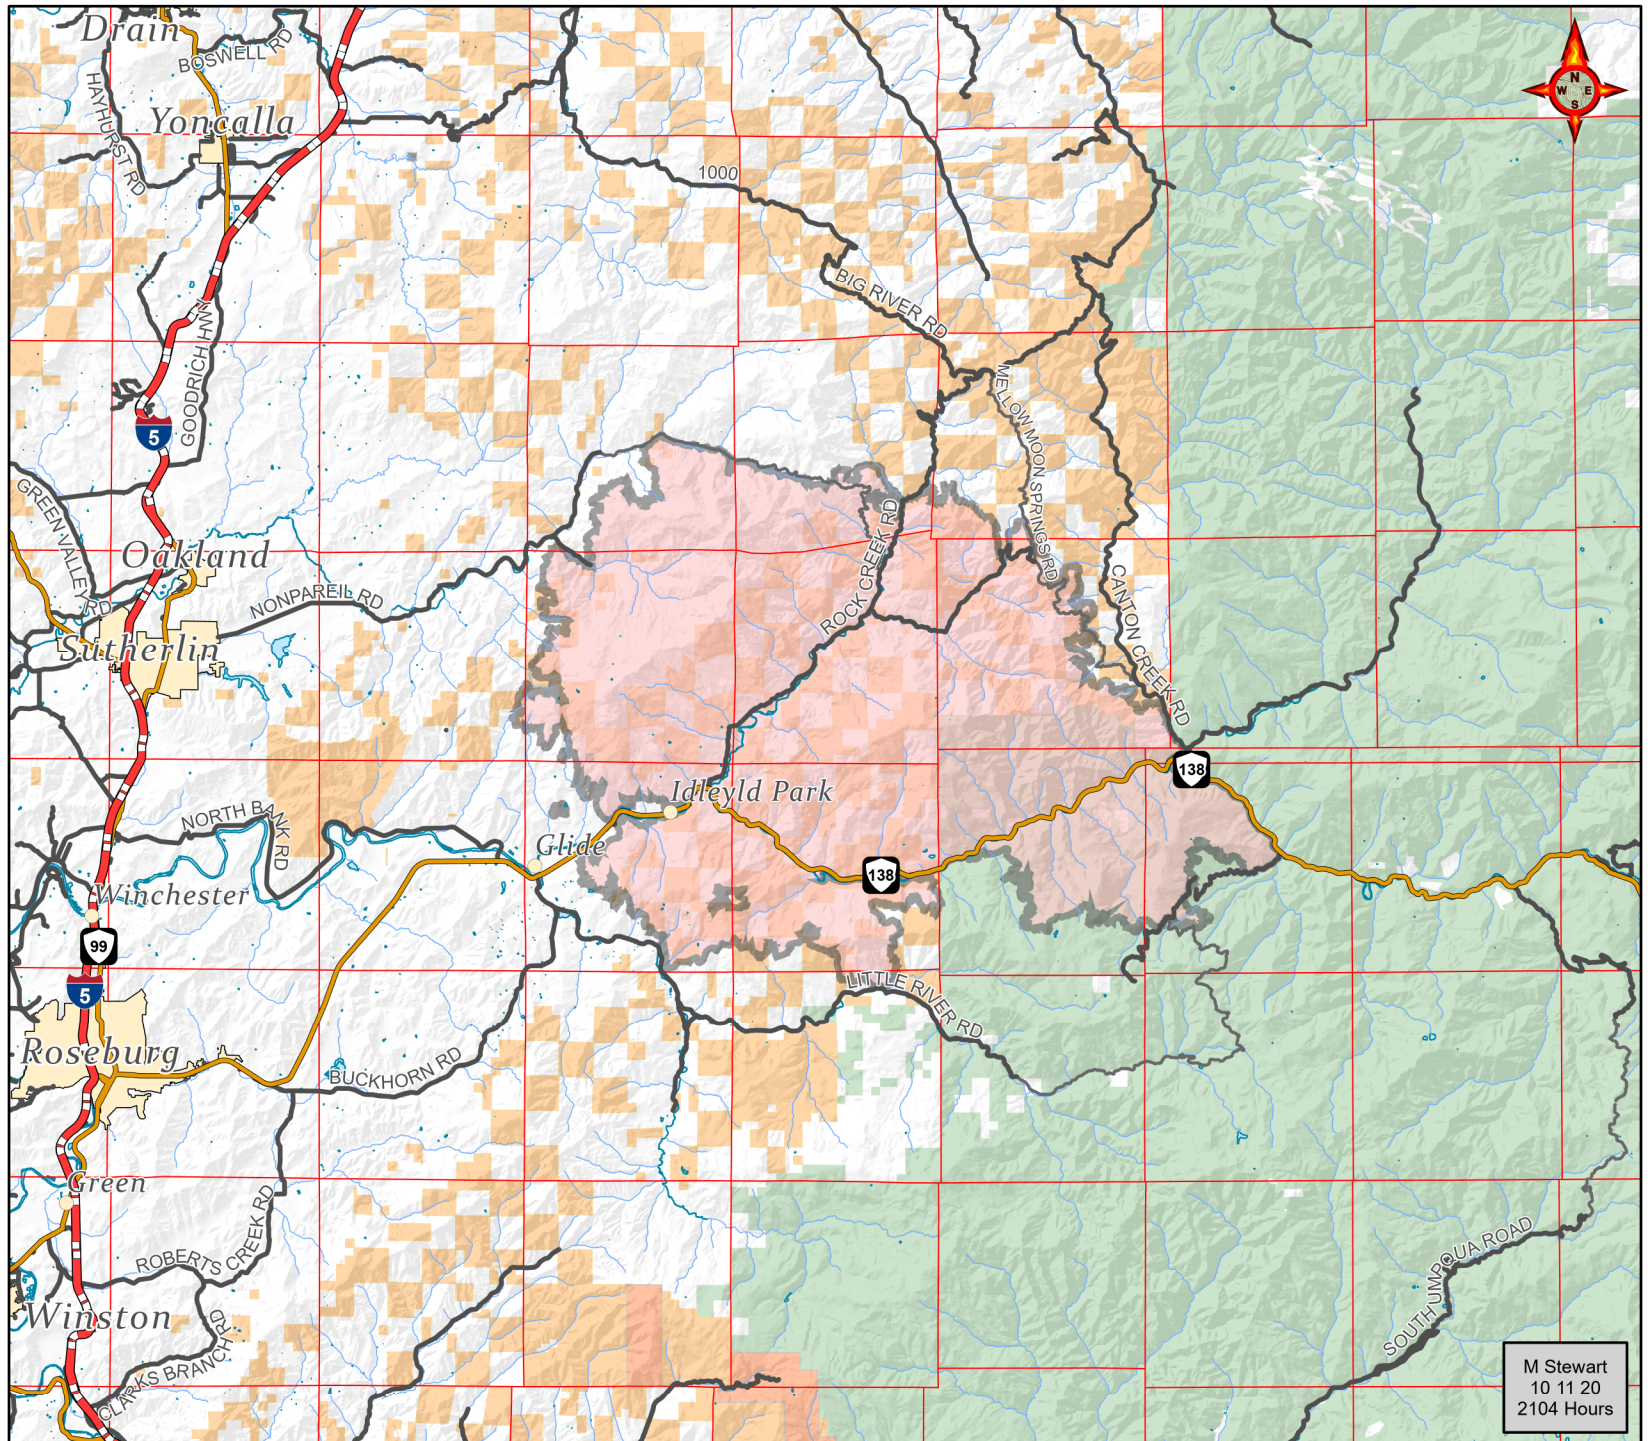 Drain
BOSWELL RD
HAYHURST RD
Yoncalla
N
W E
S
1000
BIG RIVER RD
GOODRICH HWY
5
MELLOW MOON SPRINGS RD
GREEN VALLEY RD
Oakland
NONPAREIL RD
ROCK CREEK RD
CANTON CREEK RD
Sutherlin
138
Idleyld Park
NORTH BANK RD
Glide
138
Winchester
99
5
LITTLE RIVER RD
Roseburg
BUCKHORN RD
Green
ROBERTS CREEK RD
SOUTH UMPQUA ROAD
Winston
CLARKS BRANCH RD
M Stewart
10 11 20
2104 Hours